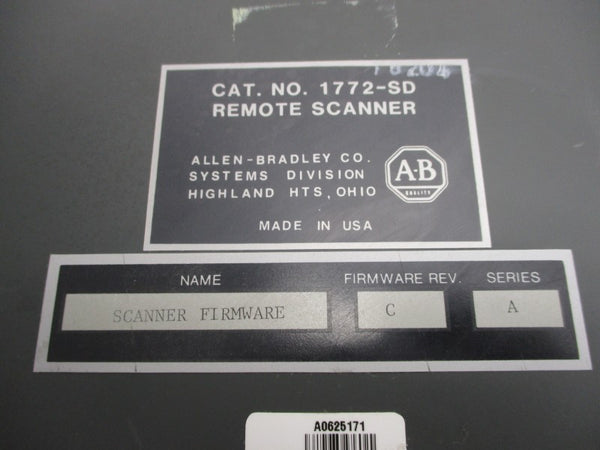 CAT. NO. 1772-SD
REMOTE SCANNER
ALLEN-BRADLEY CO.
SYSTEMS DIVISION
HIGHLAND HTS, OHIO
A-B
QUALITY
MADE IN USA
NAME FIRMWARE REV. SERIES
SCANNER FIRMWARE C A
A0625171